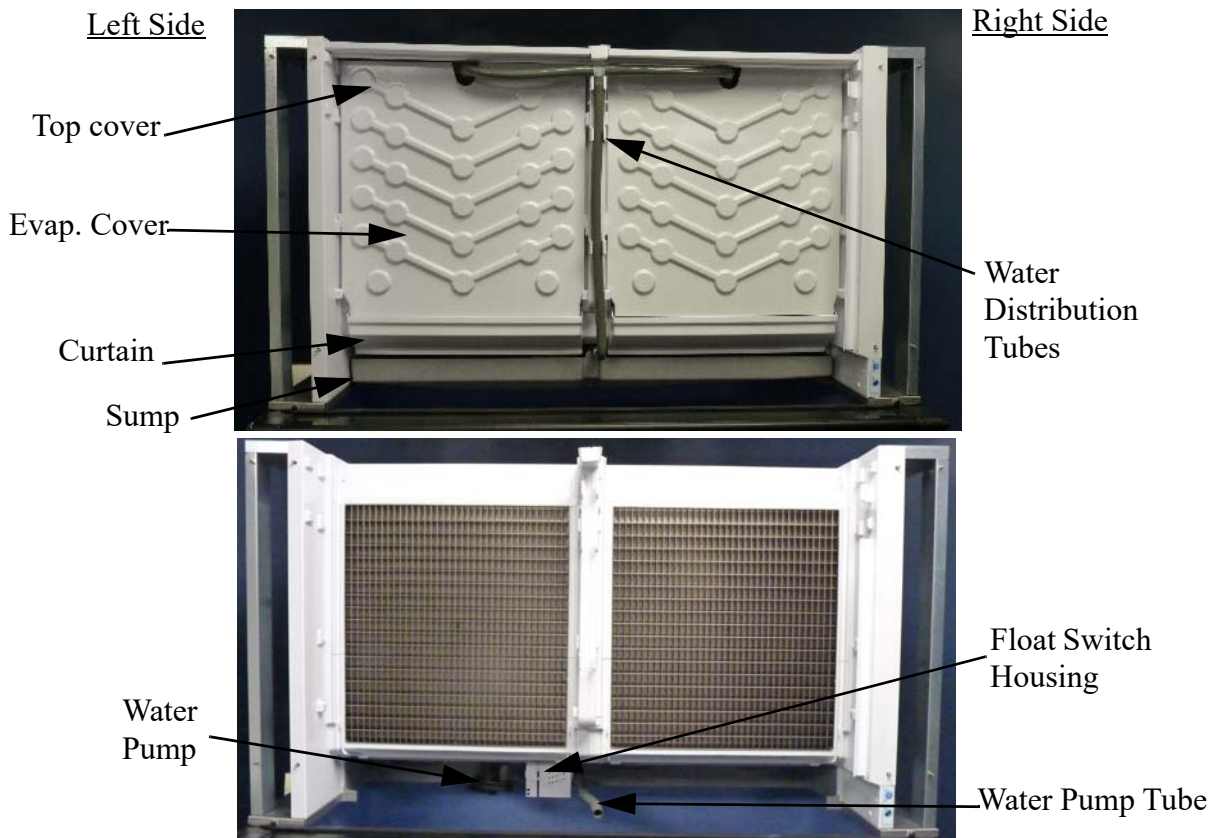 Left Side
Right Side
Top cover
Evap. Cover
Curtain
Sump
Water
Distribution
Tubes
Float Switch
Housing
Water
Pump
Water Pump Tube